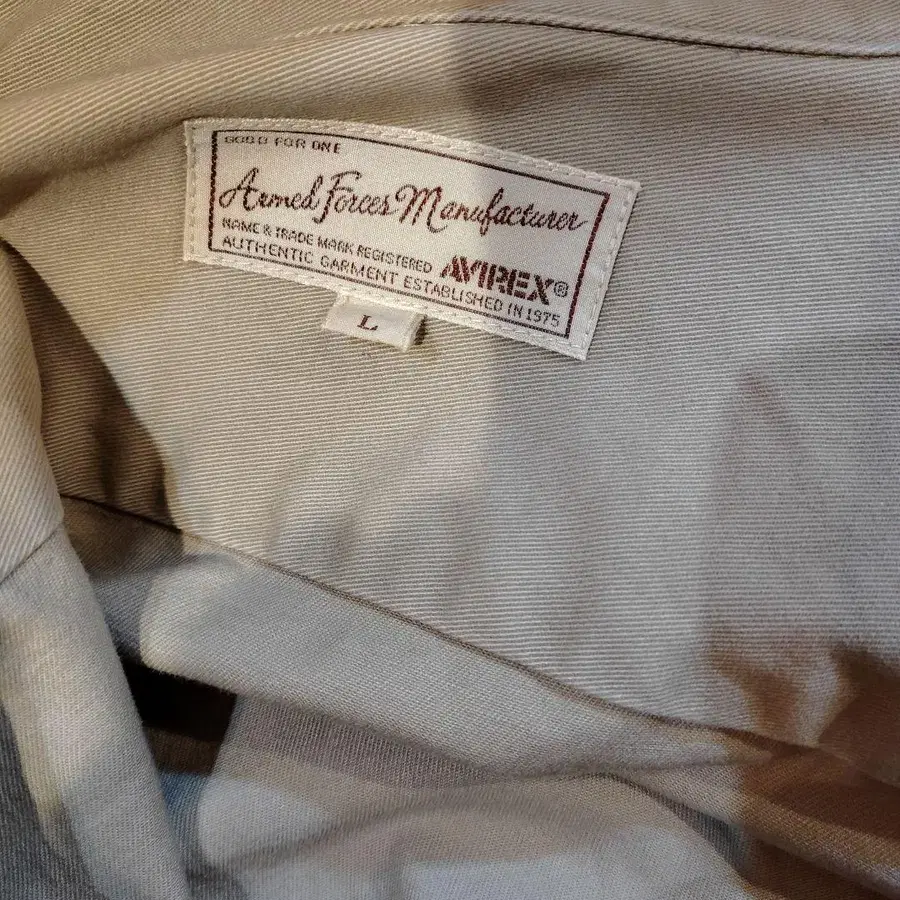 GOOD FOR ONE
Armed Forces Manufacturer
NAME & TRADE MARK REGISTERED AVIREX®
AUTHENTIC GARMENT ESTABLISHED IN 1975
L